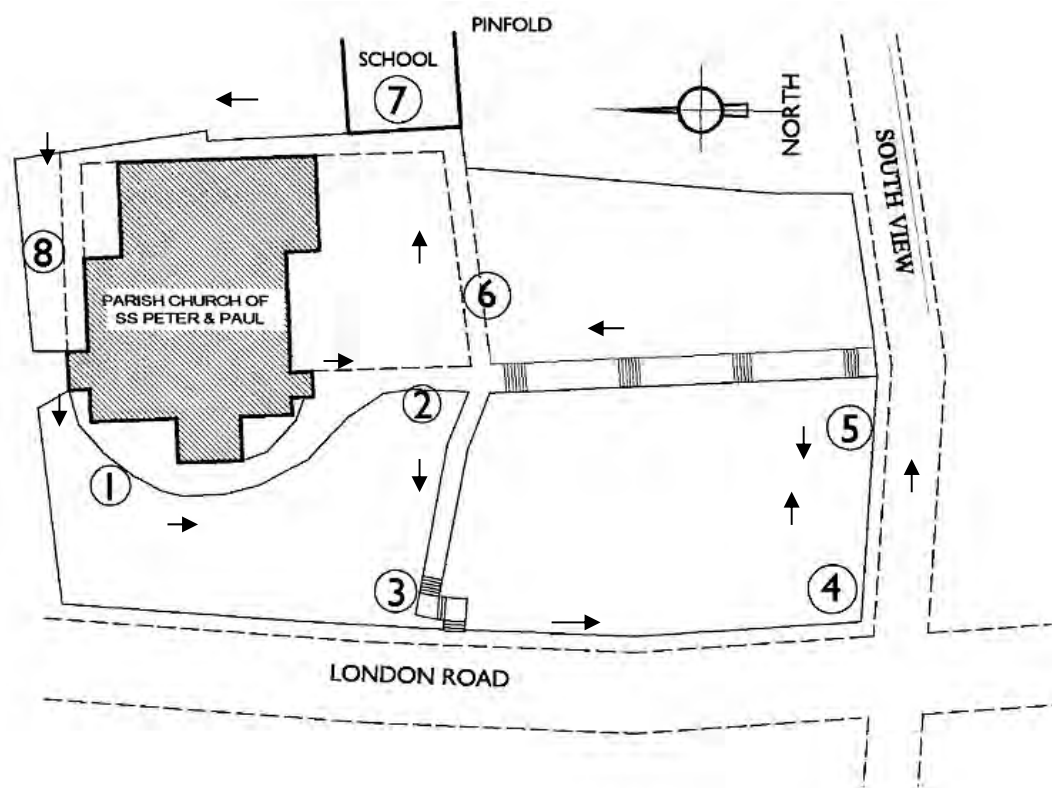 PINFOLD
SCHOOL
7
NORTH
SOUTH VIEW
8
PARISH CHURCH OF
SS PETER & PAUL
6
2
5
1
3
4
LONDON ROAD